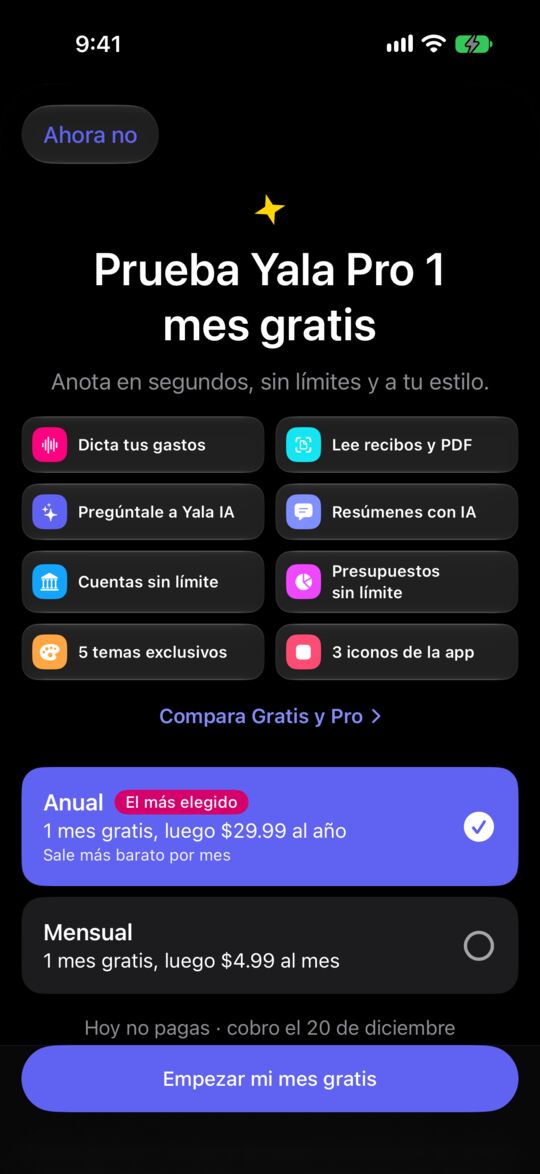 9:41
Ahora no
Prueba Yala Pro 1
mes gratis
Anota en segundos, sin límites y a tu estilo.
Dicta tus gastos
Lee recibos y PDF
Pregúntale a Yala IA
Resúmenes con IA
Cuentas sin límite
Presupuestos
sin límite
5 temas exclusivos
3 iconos de la app
Compara Gratis y Pro
Anual El más elegido
1 mes gratis, luego $29.99 al año
Sale más barato por mes
Mensual
1 mes gratis, luego $4.99 al mes
Hoy no pagas · cobro el 20 de diciembre
Empezar mi mes gratis